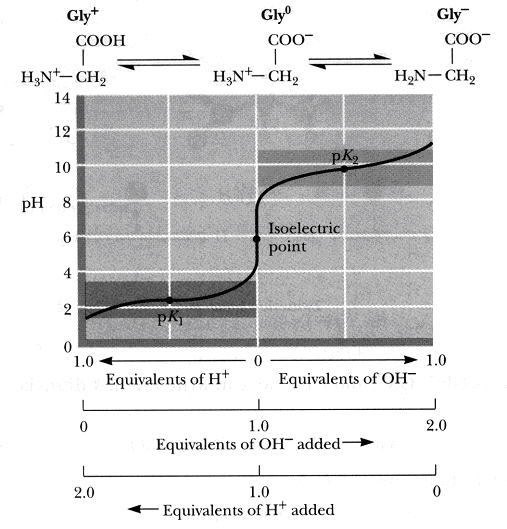 Gly⁺ Gly⁰ Gly⁻
COOH COO⁻ COO⁻
H₃N⁺—CH₂ H₃N⁺—CH₂ H₂N—CH₂
14
12
10
pK₂
pH 8
Isoelectric
6
point
4
2
pK₁
0
1.0 0 1.0
Equivalents of H⁺ Equivalents of OH⁻
0 1.0 2.0
Equivalents of OH⁻ added
2.0 1.0 0
Equivalents of H⁺ added